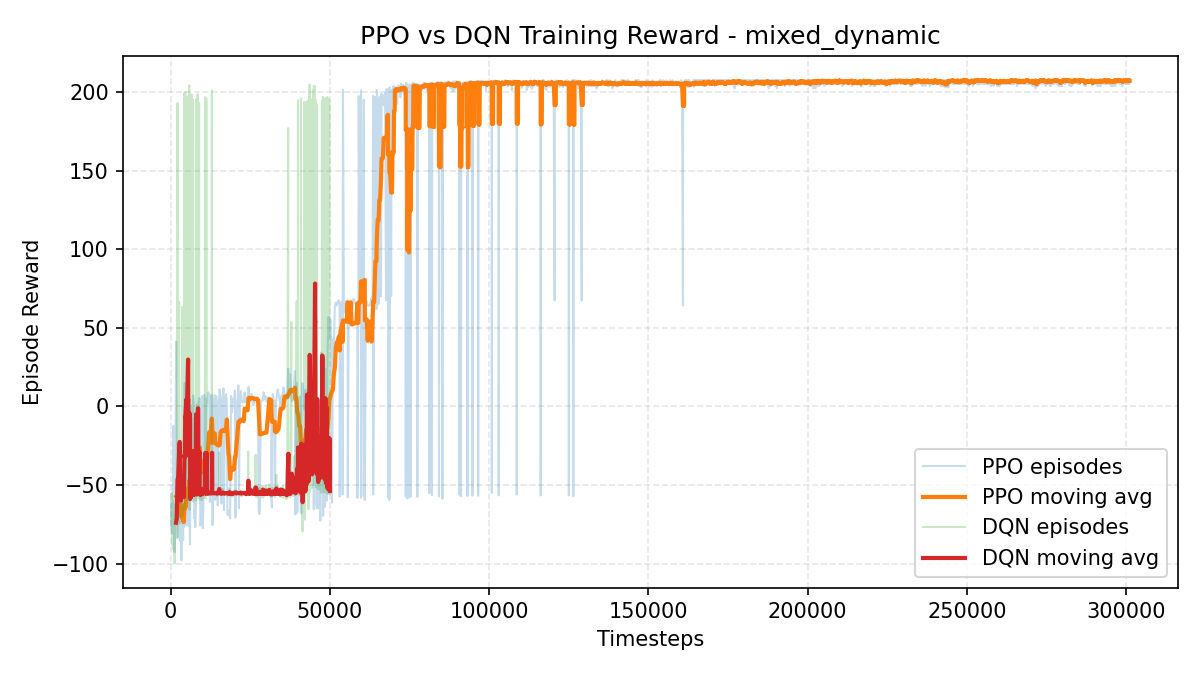 PPO vs DQN Training Reward - mixed_dynamic
Episode Reward
200
150
100
50
0
−50
−100
0
50000
100000
150000
200000
250000
300000
Timesteps
PPO episodes
PPO moving avg
DQN episodes
DQN moving avg